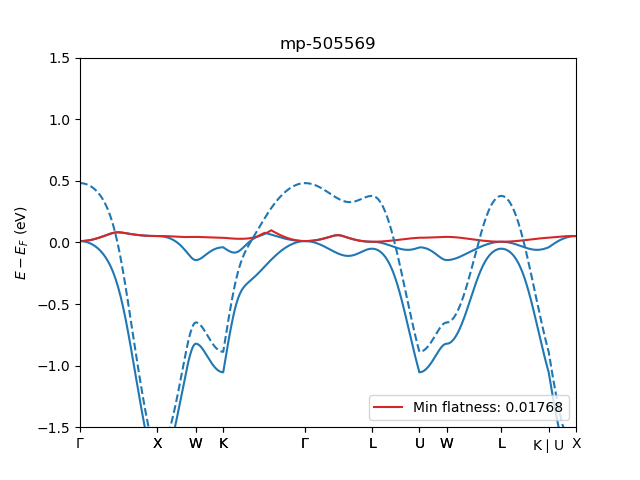 mp-505569
E − E_F (eV)
1.5
1.0
0.5
0.0
−0.5
−1.0
−1.5
Min flatness: 0.01768
Γ X W K Γ L U W L K | U X